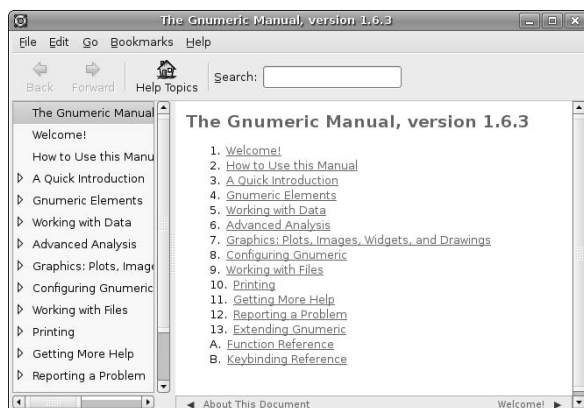 The Gnumeric Manual, version 1.6.3
File Edit Go Bookmarks Help
Back Forward Help Topics Search:
The Gnumeric Manual
Welcome!
How to Use this Manu
A Quick Introduction
Gnumeric Elements
Working with Data
Advanced Analysis
Graphics: Plots, Image
Configuring Gnumeric
Working with Files
Printing
Getting More Help
Reporting a Problem
The Gnumeric Manual, version 1.6.3
1. Welcome!
2. How to Use this Manual
3. A Quick Introduction
4. Gnumeric Elements
5. Working with Data
6. Advanced Analysis
7. Graphics: Plots, Images, Widgets, and Drawings
8. Configuring Gnumeric
9. Working with Files
10. Printing
11. Getting More Help
12. Reporting a Problem
13. Extending Gnumeric
A. Function Reference
B. Keybinding Reference
About This Document Welcome!